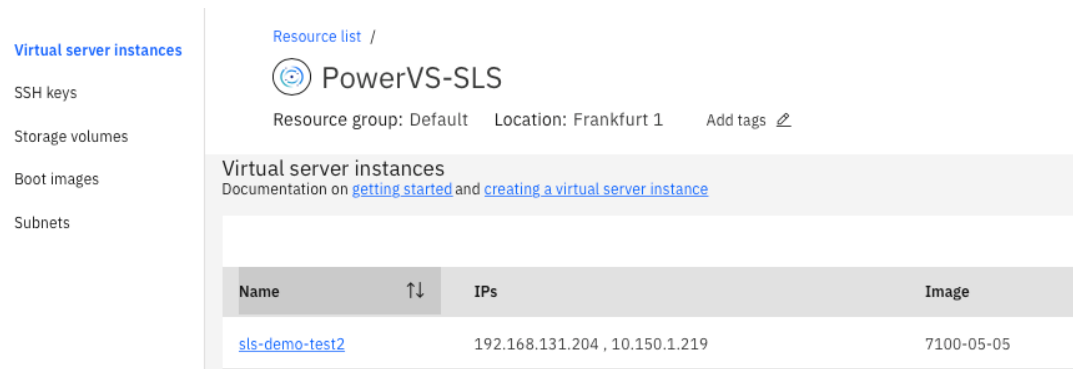 Virtual server instances
SSH keys
Storage volumes
Boot images
Subnets
Resource list /
PowerVS-SLS
Resource group: Default Location: Frankfurt 1 Add tags
Virtual server instances
Documentation on getting started and creating a virtual server instance
Name IPs Image
sls-demo-test2 192.168.131.204 , 10.150.1.219 7100-05-05